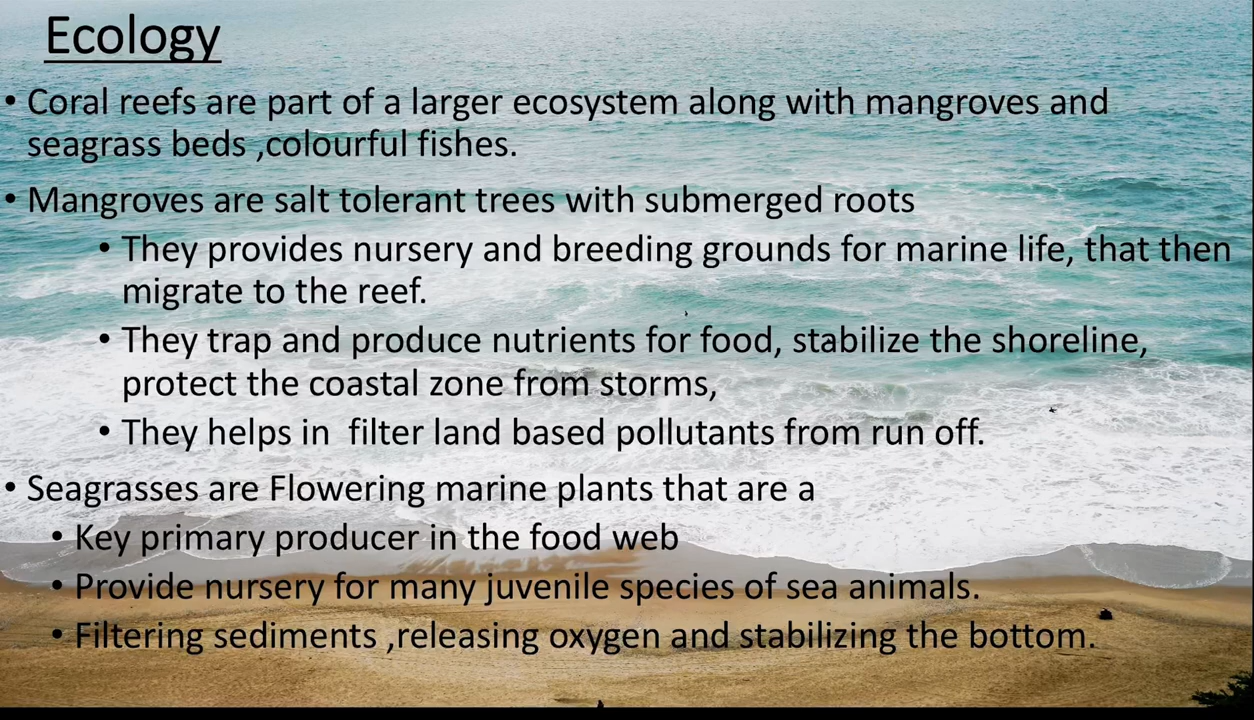 Ecology
• Coral reefs are part of a larger ecosystem along with mangroves and
seagrass beds ,colourful fishes.
• Mangroves are salt tolerant trees with submerged roots
• They provides nursery and breeding grounds for marine life, that then
migrate to the reef.
• They trap and produce nutrients for food, stabilize the shoreline,
protect the coastal zone from storms,
• They helps in  filter land based pollutants from run off.
• Seagrasses are Flowering marine plants that are a
• Key primary producer in the food web
• Provide nursery for many juvenile species of sea animals.
• Filtering sediments ,releasing oxygen and stabilizing the bottom.